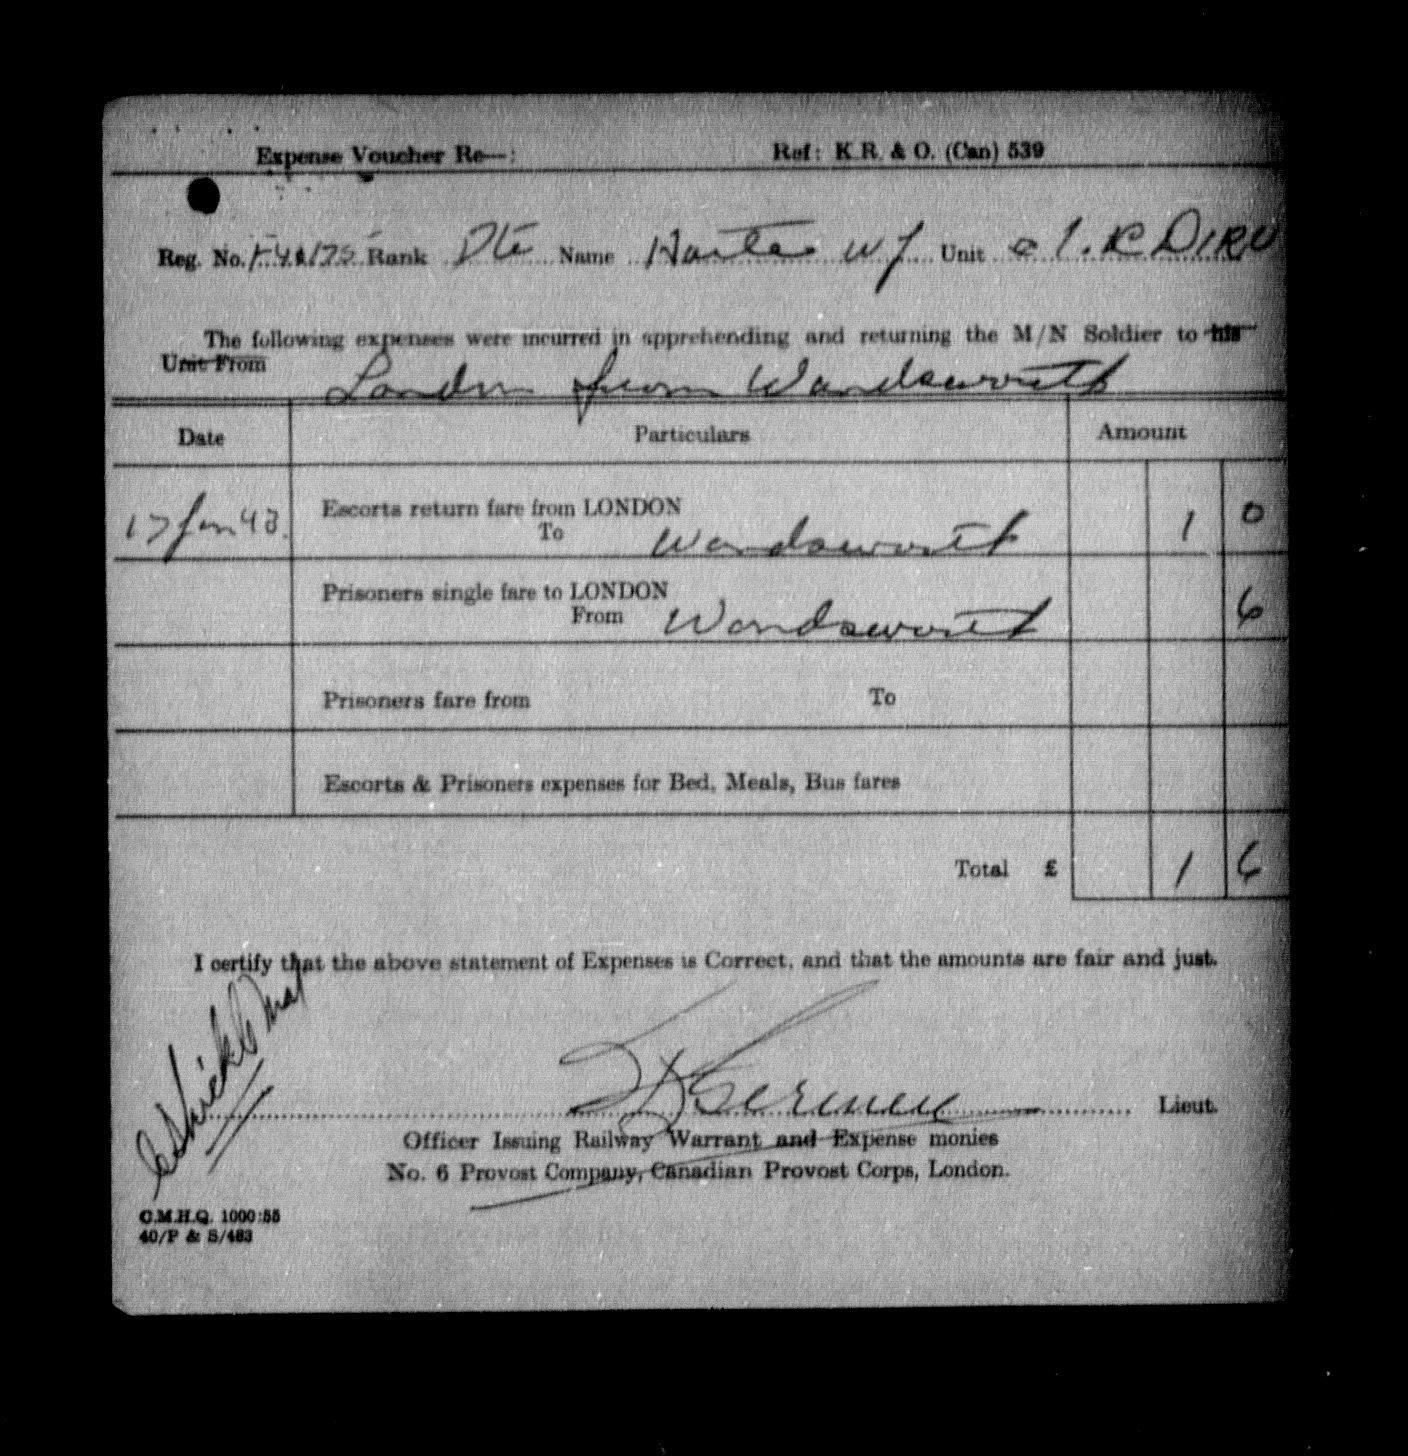 Expense Voucher Re—: Ref: K.R. & O. (Can) 539
Reg. No. Rank Pte Name W J Unit
The following expenses were incurred in apprehending and returning the M/N Soldier to his
Unit From London from Wandsworth
Date Particulars Amount
17 Jan 43. Escorts return fare from LONDON
To Wandsworth 1 0
Prisoners single fare to LONDON
From Wandsworth 6
Prisoners fare from To
Escorts & Prisoners expenses for Bed, Meals, Bus fares
Total £ 1 6
I certify that the above statement of Expenses is Correct, and that the amounts are fair and just.
Lieut.
Officer Issuing Railway Warrant and Expense monies
No. 6 Provost Company, Canadian Provost Corps, London.
C.M.H.Q. 1000:55
40/P & S/483